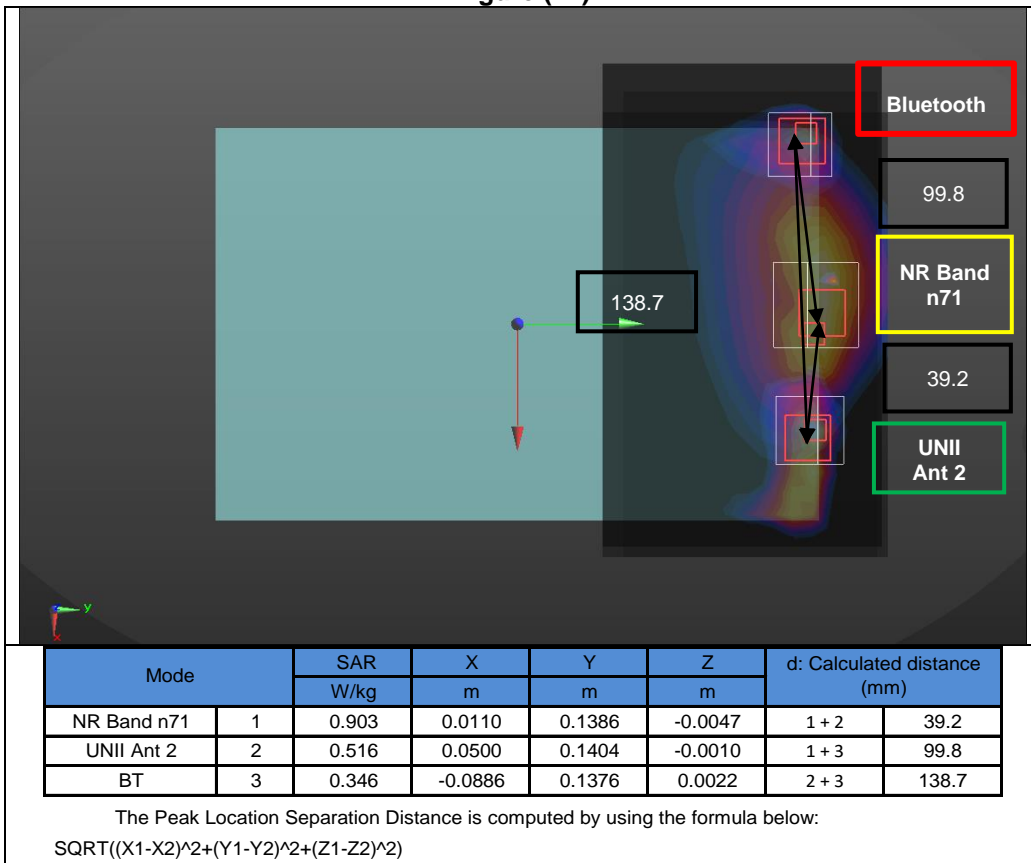 Bluetooth
99.8
NR Band
n71
138.7
39.2
UNII
Ant 2
y
x
Mode SAR X Y Z d: Calculated distance (mm)
W/kg m m m
NR Band n71 1 0.903 0.0110 0.1386 -0.0047 1 + 2 39.2
UNII Ant 2 2 0.516 0.0500 0.1404 -0.0010 1 + 3 99.8
BT 3 0.346 -0.0886 0.1376 0.0022 2 + 3 138.7
The Peak Location Separation Distance is computed by using the formula below:
SQRT((X1-X2)^2+(Y1-Y2)^2+(Z1-Z2)^2)